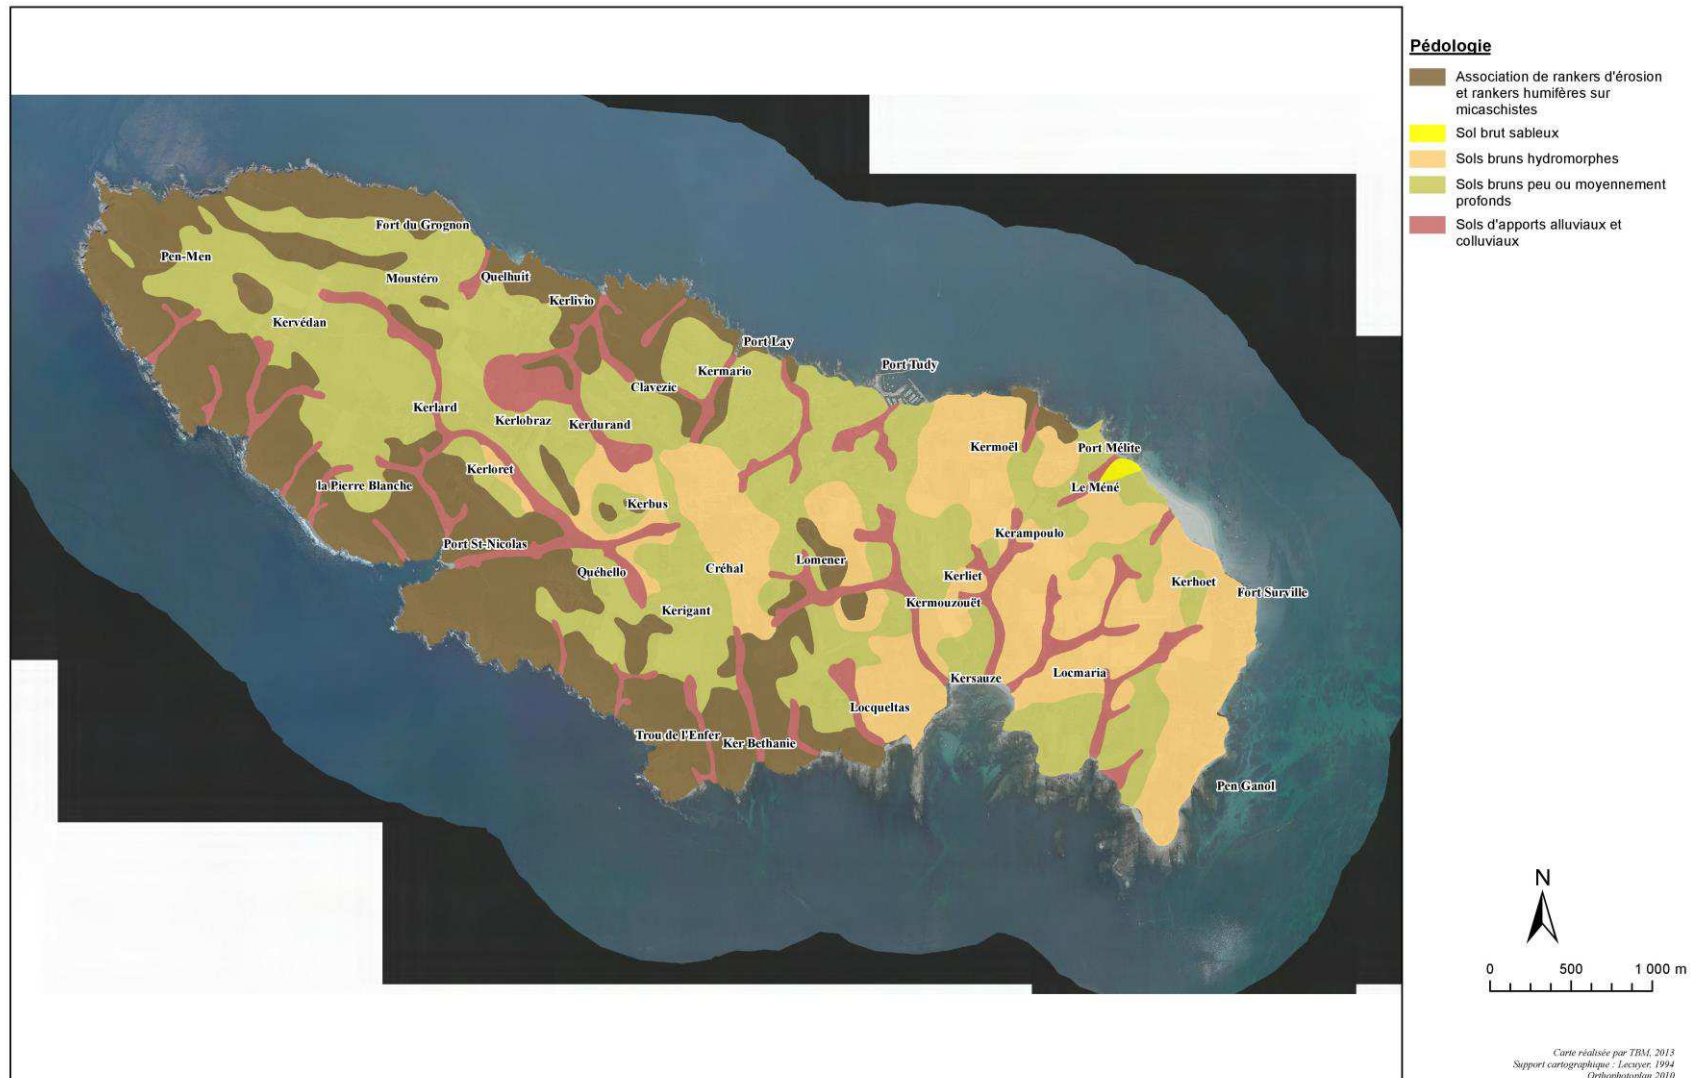 Pédologie
Association de rankers d'érosion
et rankers humifères sur
micaschistes
Sol brut sableux
Sols bruns hydromorphes
Sols bruns peu ou moyennement
profonds
Sols d'apports alluviaux et
colluviaux
Fort du Grognon
Pen-Men
Moustéro
Quelhuit
Kerlivio
Kervédan
Port Lay
Port Tudy
Kermario
Clavezic
Kerlard
Kerlobraz
Kerdurand
Kermoël
Port Mélite
Kerloret
la Pierre Blanche
Le Méné
Kerbus
Kerampoulo
Port St-Nicolas
Lomener
Créhal
Quéhello
Kerliet
Kerhoet
Fort Surville
Kermouzouët
Kerigant
Locmaria
Kersauze
Locqueltas
Trou de l'Enfer
Ker Bethanie
Pen Ganol
N
0 500 1 000 m
Carte réalisée par TBM, 2013
Support cartographique : Lecuyer, 1994
Orthophotoplan 2010